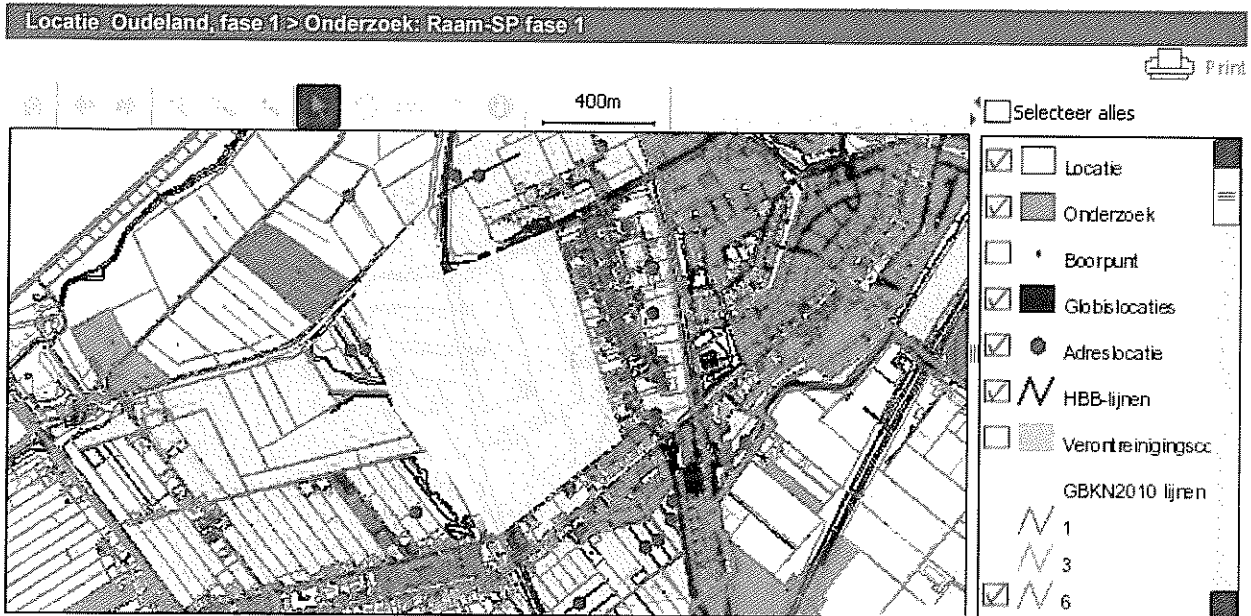 Locatie Oudeland, fase 1 > Onderzoek: Raam-SP fase 1
Print
400m
Selecteer alles
Locatie
Onderzoek
Boorpunt
Globislocaties
Adreslocatie
HBB-lijnen
Verontreinigingscc
GBKN2010 lijnen
1
3
6